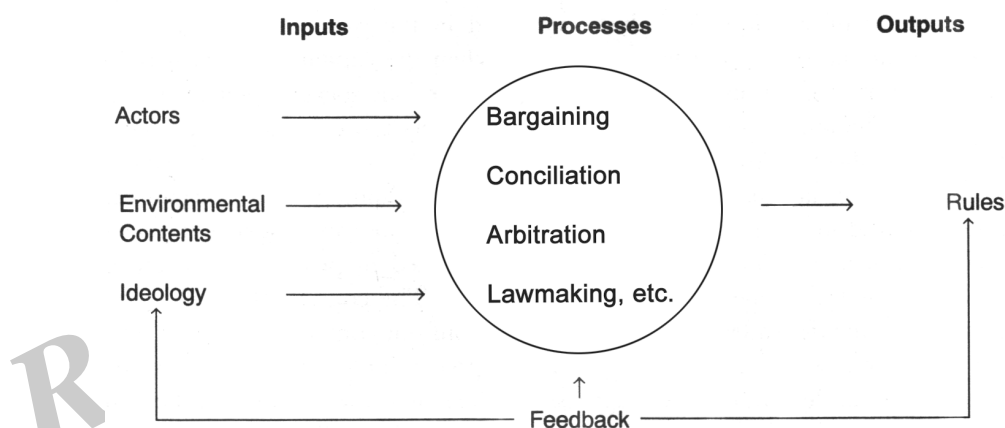 Inputs Processes Outputs
Actors Bargaining
Conciliation
Environmental Rules
Contents
Arbitration
Ideology Lawmaking, etc.
R
Feedback